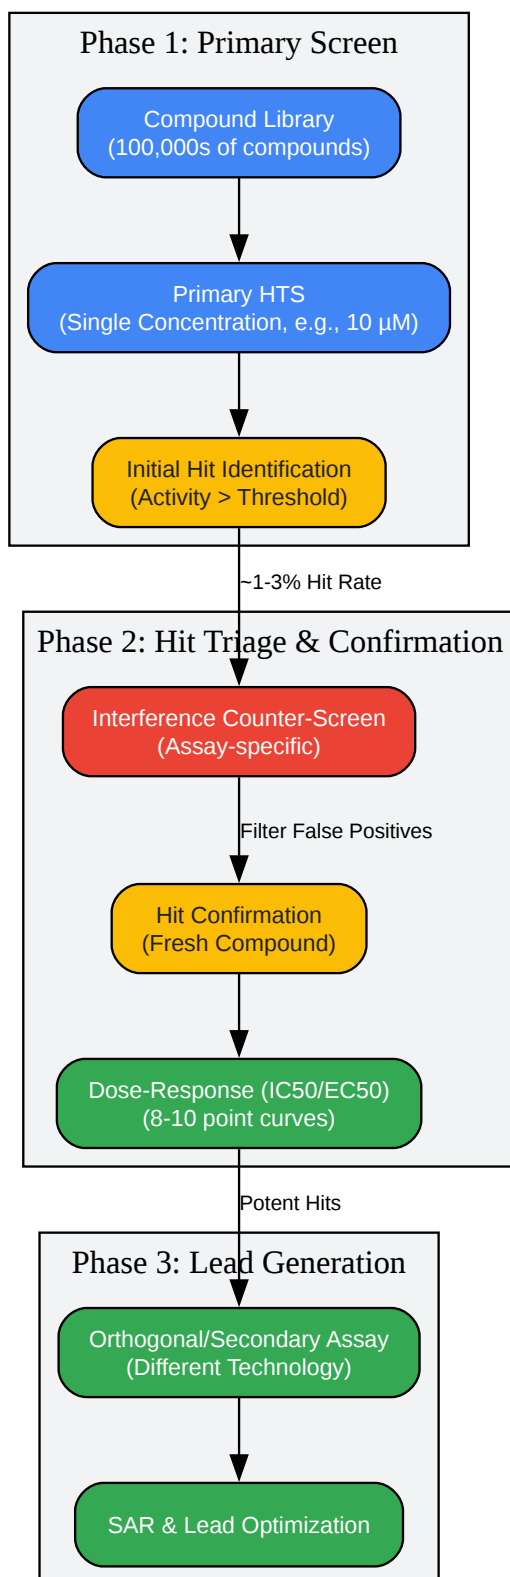 Phase 1: Primary Screen
Compound Library
(100,000s of compounds)
Primary HTS
(Single Concentration, e.g., 10 µM)
Initial Hit Identification
(Activity > Threshold)
~1-3% Hit Rate
Phase 2: Hit Triage & Confirmation
Interference Counter-Screen
(Assay-specific)
Filter False Positives
Hit Confirmation
(Fresh Compound)
Dose-Response (IC50/EC50)
(8-10 point curves)
Potent Hits
Phase 3: Lead Generation
Orthogonal/Secondary Assay
(Different Technology)
SAR & Lead Optimization